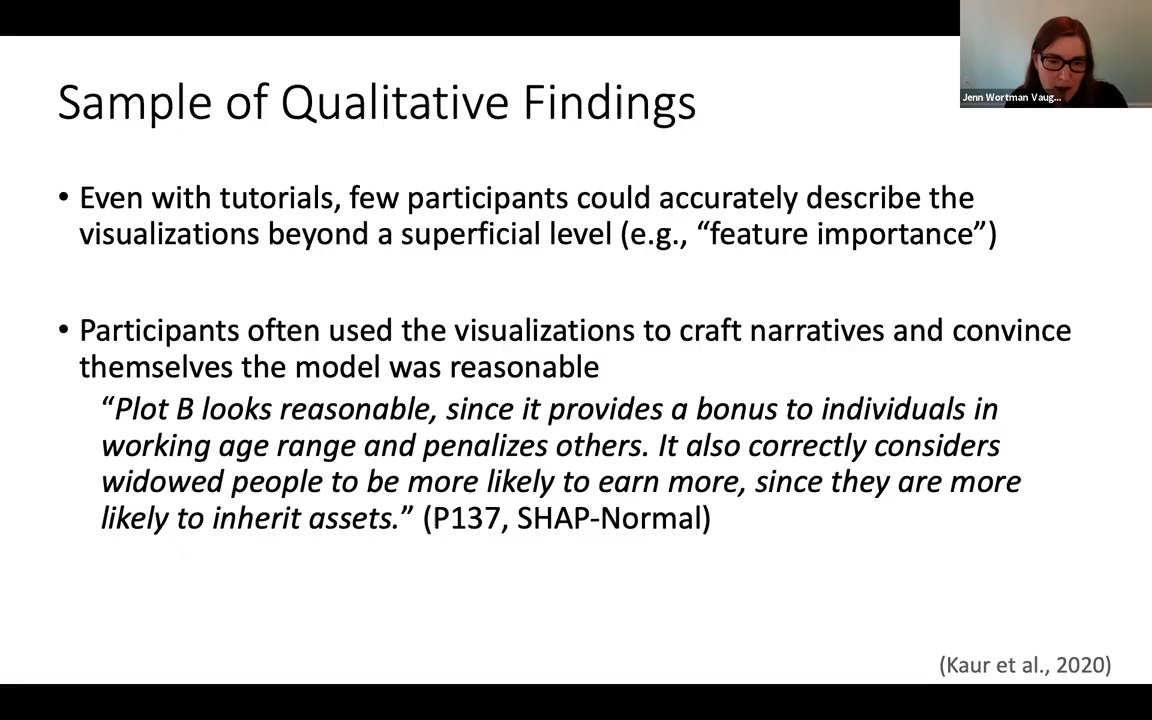 Jenn Wortman Vaug...
Sample of Qualitative Findings
• Even with tutorials, few participants could accurately describe the
visualizations beyond a superficial level (e.g., “feature importance”)
• Participants often used the visualizations to craft narratives and convince
themselves the model was reasonable
“Plot B looks reasonable, since it provides a bonus to individuals in
working age range and penalizes others. It also correctly considers
widowed people to be more likely to earn more, since they are more
likely to inherit assets.” (P137, SHAP-Normal)
(Kaur et al., 2020)